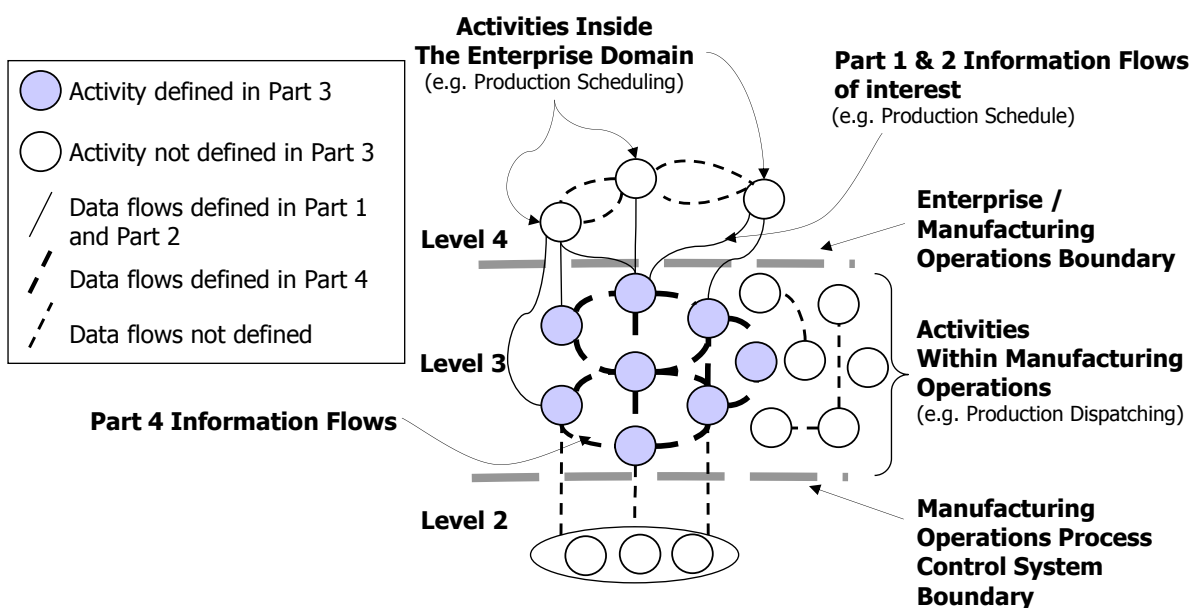 Activities Inside
The Enterprise Domain
(e.g. Production Scheduling)
Part 1 & 2 Information Flows
of interest
(e.g. Production Schedule)
Activity defined in Part 3
Activity not defined in Part 3
Data flows defined in Part 1
and Part 2
Data flows defined in Part 4
Data flows not defined
Level 4
Enterprise /
Manufacturing
Operations Boundary
Level 3
Activities
Within Manufacturing
Operations
(e.g. Production Dispatching)
Part 4 Information Flows
Level 2
Manufacturing
Operations Process
Control System
Boundary